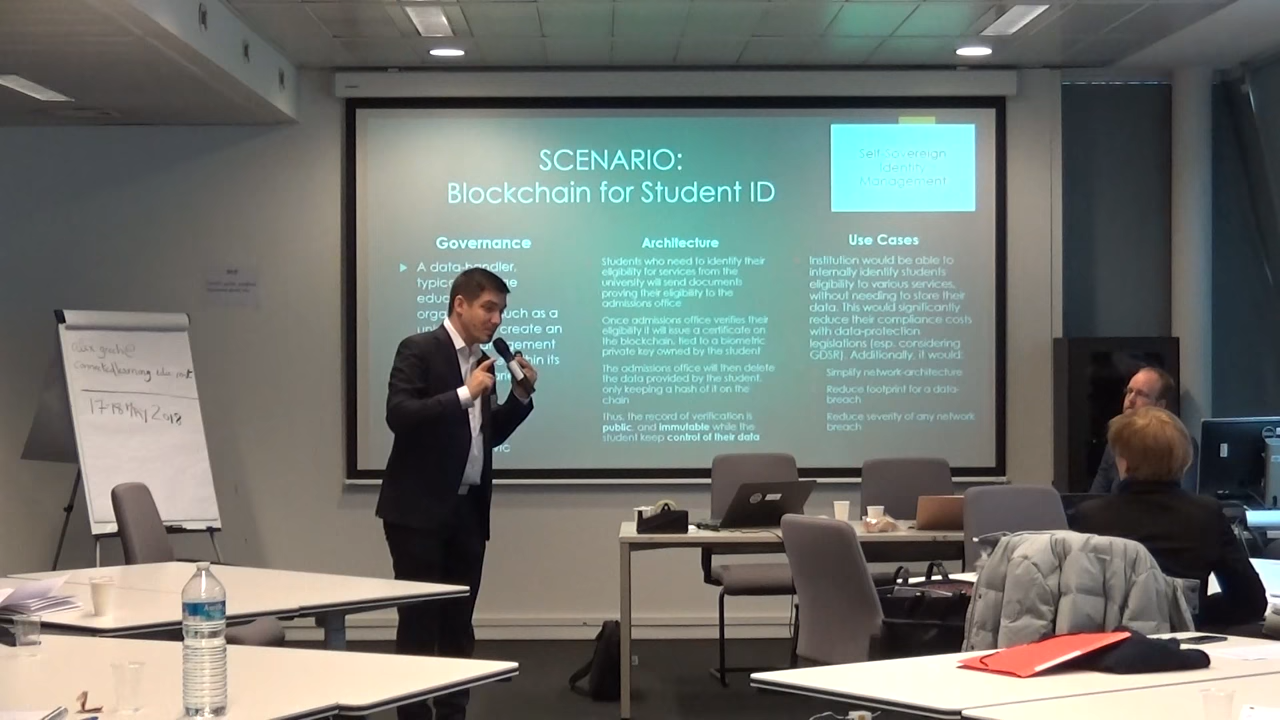 SCENARIO:
Blockchain for Student ID
Self-Sovereign
Identity
Management
Governance
A data-handler,
such as a
create an
its
Architecture
Students who need to identify their
eligibility for services from the
university will send documents
proving their eligibility to the
admissions office
Once admissions office verifies their
eligibility it will issue a certificate on
the blockchain, tied to a biometric
private key owned by the student
The admissions office will then delete
the data provided by the student,
only keeping a hash of it on the
chain
Thus, the record of verification is
public, and immutable while the
student keep control of their data
Use Cases
Institution would be able to
internally identify students
eligibility to various services,
without needing to store their
data. This would significantly
reduce their compliance costs
with data-protection
legislations [esp. considering
GDSR]. Additionally, it would:
Simplify network-architecture
Reduce footprint for a data-
breach
Reduce severity of any network
breach
17-18 May 2018